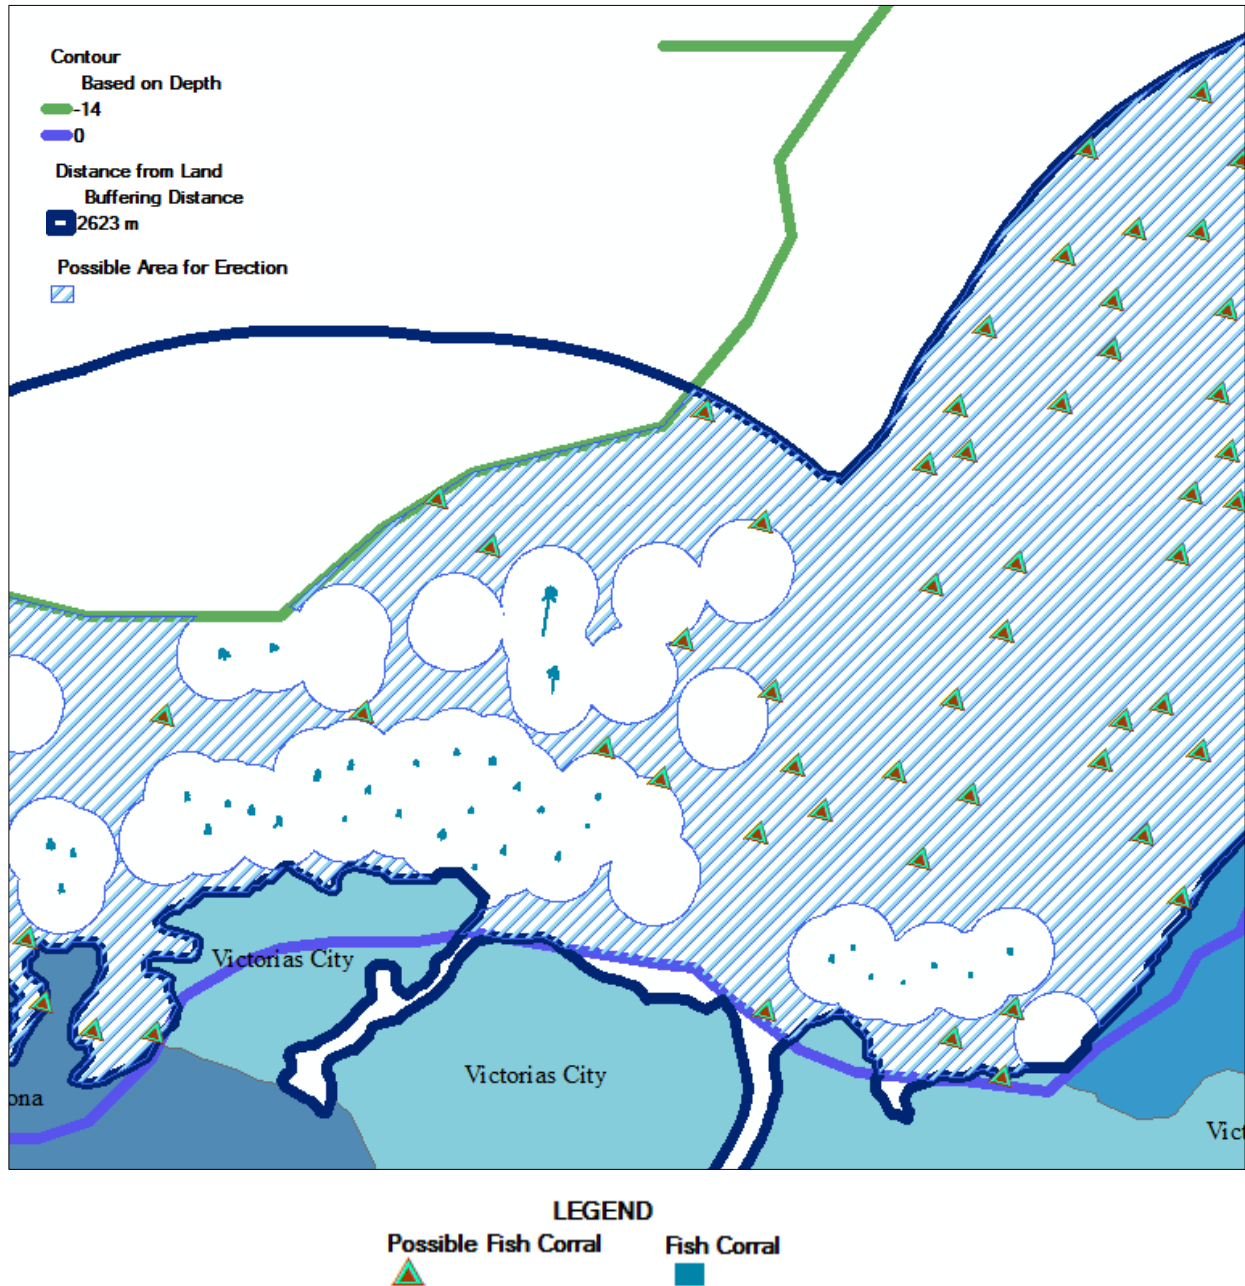 Contour
Based on Depth
-14
0
Distance from Land
Buffering Distance
2623 m
Possible Area for Erection
Victorias City
Victorias City
ona
Vict
LEGEND
Possible Fish Corral
Fish Corral